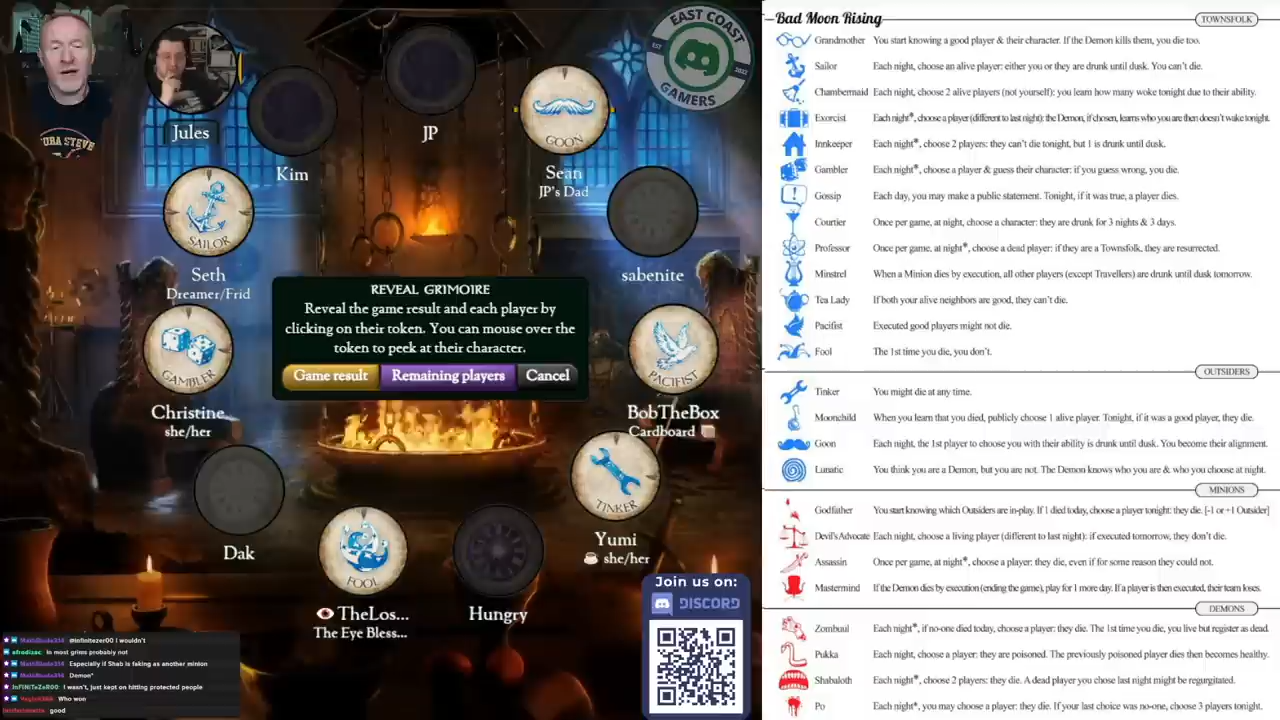 EAST COAST
EST
2022
GAMERS
URA STEVE
Jules
Kim
JP
GOON
Sean
JP's Dad
SAILOR
Seth
Dreamer/Frid
sabenite
REVEAL GRIMOIRE
Reveal the game result and each player by
clicking on their token. You can mouse over the
token to peek at their character.
Game result
Remaining players
Cancel
GAMBLER
Christine...
she/her
PACIFIST
BobTheBox
Cardboard
TINKER
Yumi
she/her
Dak
FOOL
TheLos...
The Eye Bless...
Hungry
Join us on:
DISCORD
@infinitezer00 I wouldn't
In most grims probably not
Especially if Shab is faking as another minion
Demon*
InFiNiTeZeR00: I wasn't, just kept on hitting protected people
Who won
good
Bad Moon Rising
TOWNSFOLK
Grandmother You start knowing a good player & their character. If the Demon kills them, you die too.
Sailor Each night, choose an alive player: either you or they are drunk until dusk. You can't die.
Chambermaid Each night, choose 2 alive players (not yourself): you learn how many woke tonight due to their ability.
Exorcist Each night*, choose a player (different to last night): the Demon, if chosen, learns who you are then doesn't wake tonight.
Innkeeper Each night*, choose 2 players: they can't die tonight, but 1 is drunk until dusk.
Gambler Each night*, choose a player & guess their character: if you guess wrong, you die.
Gossip Each day, you may make a public statement. Tonight, if it was true, a player dies.
Courtier Once per game, at night, choose a character: they are drunk for 3 nights & 3 days.
Professor Once per game, at night*, choose a dead player: if they are a Townsfolk, they are resurrected.
Minstrel When a Minion dies by execution, all other players (except Travellers) are drunk until dusk tomorrow.
Tea Lady If both your alive neighbors are good, they can't die.
Pacifist Executed good players might not die.
Fool The 1st time you die, you don't.
OUTSIDERS
Tinker You might die at any time.
Moonchild When you learn that you died, publicly choose 1 alive player. Tonight, if it was a good player, they die.
Goon Each night, the 1st player to choose you with their ability is drunk until dusk. You become their alignment.
Lunatic You think you are a Demon, but you are not. The Demon knows who you are & who you choose at night.
MINIONS
Godfather You start knowing which Outsiders are in-play. If 1 died today, choose a player tonight: they die. [-1 or +1 Outsider]
Devil's Advocate Each night, choose a living player (different to last night): if executed tomorrow, they don't die.
Assassin Once per game, at night*, choose a player: they die, even if for some reason they could not.
Mastermind If the Demon dies by execution (ending the game), play for 1 more day. If a player is then executed, their team loses.
DEMONS
Zombuul Each night*, if no-one died today, choose a player: they die. The 1st time you die, you live but register as dead.
Pukka Each night, choose a player: they are poisoned. The previously poisoned player dies then becomes healthy.
Shabaloth Each night*, choose 2 players: they die. A dead player you chose last night might be regurgitated.
Po Each night*, you may choose a player: they die. If your last choice was no-one, choose 3 players tonight.